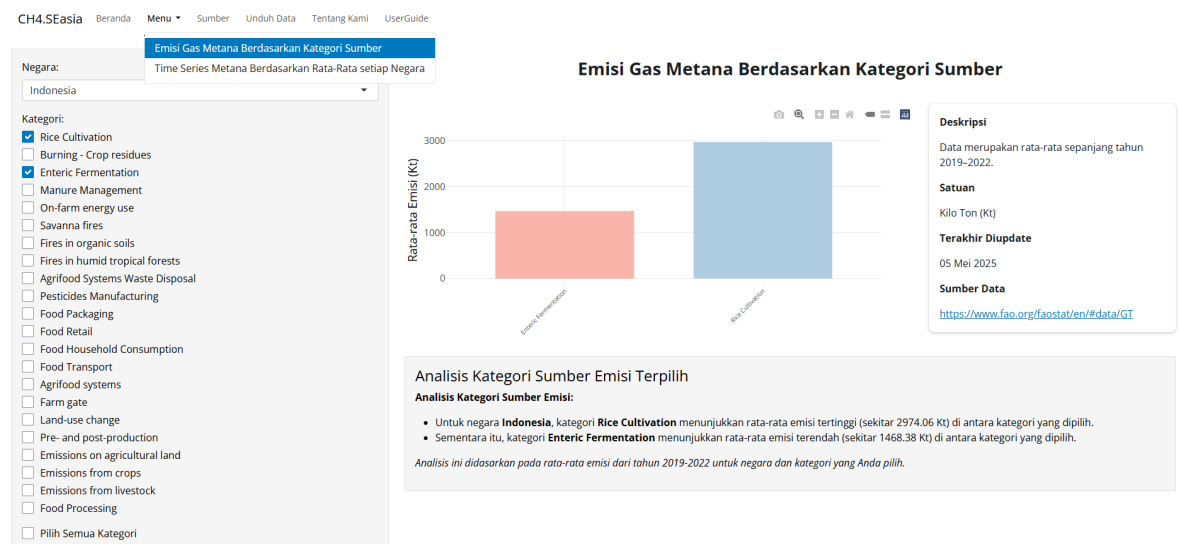 CH4.SEasia Beranda Menu Sumber Unduh Data Tentang Kami UserGuide
Emisi Gas Metana Berdasarkan Kategori Sumber
Time Series Metana Berdasarkan Rata-Rata setiap Negara
Negara:
Indonesia
Kategori:
Rice Cultivation
Burning - Crop residues
Enteric Fermentation
Manure Management
On-farm energy use
Savanna fires
Fires in organic soils
Fires in humid tropical forests
Agrifood Systems Waste Disposal
Pesticides Manufacturing
Food Packaging
Food Retail
Food Household Consumption
Food Transport
Agrifood systems
Farm gate
Land-use change
Pre- and post-production
Emissions on agricultural land
Emissions from crops
Emissions from livestock
Food Processing
Pilih Semua Kategori
Emisi Gas Metana Berdasarkan Kategori Sumber
Rata-rata Emisi (Kt)
3000
2000
1000
0
Enteric Fermentation
Rice Cultivation
Deskripsi
Data merupakan rata-rata sepanjang tahun
2019–2022.
Satuan
Kilo Ton (Kt)
Terakhir Diupdate
05 Mei 2025
Sumber Data
https://www.fao.org/faostat/en/#data/GT
Analisis Kategori Sumber Emisi Terpilih
Analisis Kategori Sumber Emisi:
• Untuk negara Indonesia, kategori Rice Cultivation menunjukkan rata-rata emisi tertinggi (sekitar 2974.06 Kt) di antara kategori yang dipilih.
• Sementara itu, kategori Enteric Fermentation menunjukkan rata-rata emisi terendah (sekitar 1468.38 Kt) di antara kategori yang dipilih.
Analisis ini didasarkan pada rata-rata emisi dari tahun 2019-2022 untuk negara dan kategori yang Anda pilih.